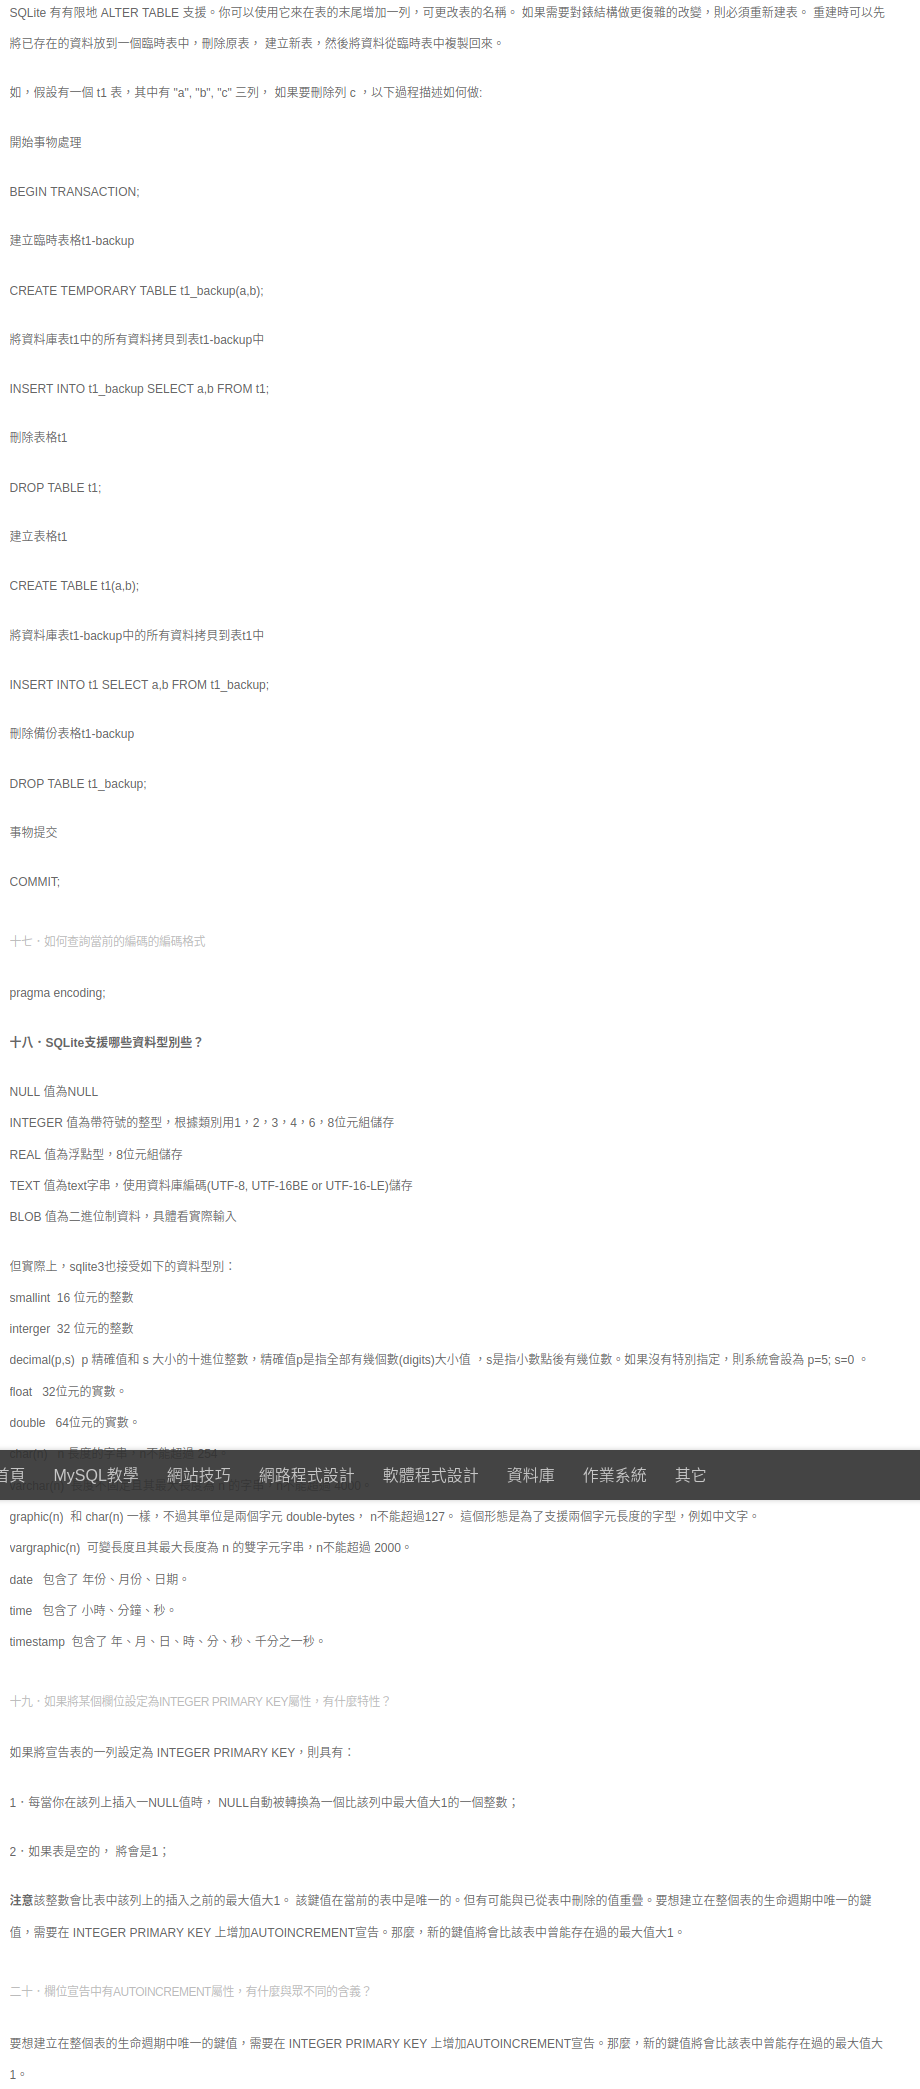 SQLite 有有限地 ALTER TABLE 支援。你可以使用它來在表的末尾增加一列，可更改表的名稱。 如果需要對錶結構做更復雜的改變，則必須重新建表。 重建時可以先
將已存在的資料放到一個臨時表中，刪除原表， 建立新表，然後將資料從臨時表中複製回來。
如，假設有一個 t1 表，其中有 "a", "b", "c" 三列， 如果要刪除列 c ，以下過程描述如何做:
開始事物處理
BEGIN TRANSACTION;
建立臨時表格t1-backup
CREATE TEMPORARY TABLE t1_backup(a,b);
將資料庫表t1中的所有資料拷貝到表t1-backup中
INSERT INTO t1_backup SELECT a,b FROM t1;
刪除表格t1
DROP TABLE t1;
建立表格t1
CREATE TABLE t1(a,b);
將資料庫表t1-backup中的所有資料拷貝到表t1中
INSERT INTO t1 SELECT a,b FROM t1_backup;
刪除備份表格t1-backup
DROP TABLE t1_backup;
事物提交
COMMIT;
十七．如何查詢當前的編碼的編碼格式
pragma encoding;
十八．SQLite支援哪些資料型別些？
NULL 值為NULL
INTEGER 值為帶符號的整型，根據類別用1，2，3，4，6，8位元組儲存
REAL 值為浮點型，8位元組儲存
TEXT 值為text字串，使用資料庫編碼(UTF-8, UTF-16BE or UTF-16-LE)儲存
BLOB 值為二進位制資料，具體看實際輸入
但實際上，sqlite3也接受如下的資料型別：
smallint  16 位元的整數
interger  32 位元的整數
decimal(p,s)  p 精確值和 s 大小的十進位整數，精確值p是指全部有幾個數(digits)大小值 ，s是指小數點後有幾位數。如果沒有特別指定，則系統會設為 p=5; s=0 。
float   32位元的實數。
double   64位元的實數。
char(n)   n 長度的字串，n不能超過 254。
首頁 MySQL教學 網站技巧 網路程式設計 軟體程式設計 資料庫 作業系統 其它
varchar(n)  長度不固定且其最大長度為 n 的字串，n不能超過 4000。
graphic(n)  和 char(n) 一樣，不過其單位是兩個字元 double-bytes， n不能超過127。 這個形態是為了支援兩個字元長度的字型，例如中文字。
vargraphic(n)  可變長度且其最大長度為 n 的雙字元字串，n不能超過 2000。
date   包含了 年份、月份、日期。
time   包含了 小時、分鐘、秒。
timestamp  包含了 年、月、日、時、分、秒、千分之一秒。
十九．如果將某個欄位設定為INTEGER PRIMARY KEY屬性，有什麼特性？
如果將宣告表的一列設定為 INTEGER PRIMARY KEY，則具有：
1．每當你在該列上插入一NULL值時， NULL自動被轉換為一個比該列中最大值大1的一個整數；
2．如果表是空的， 將會是1；
注意該整數會比表中該列上的插入之前的最大值大1。 該鍵值在當前的表中是唯一的。但有可能與已從表中刪除的值重疊。要想建立在整個表的生命週期中唯一的鍵
值，需要在 INTEGER PRIMARY KEY 上增加AUTOINCREMENT宣告。那麼，新的鍵值將會比該表中曾能存在過的最大值大1。
二十．欄位宣告中有AUTOINCREMENT屬性，有什麼與眾不同的含義？
要想建立在整個表的生命週期中唯一的鍵值，需要在 INTEGER PRIMARY KEY 上增加AUTOINCREMENT宣告。那麼，新的鍵值將會比該表中曾能存在過的最大值大
1。